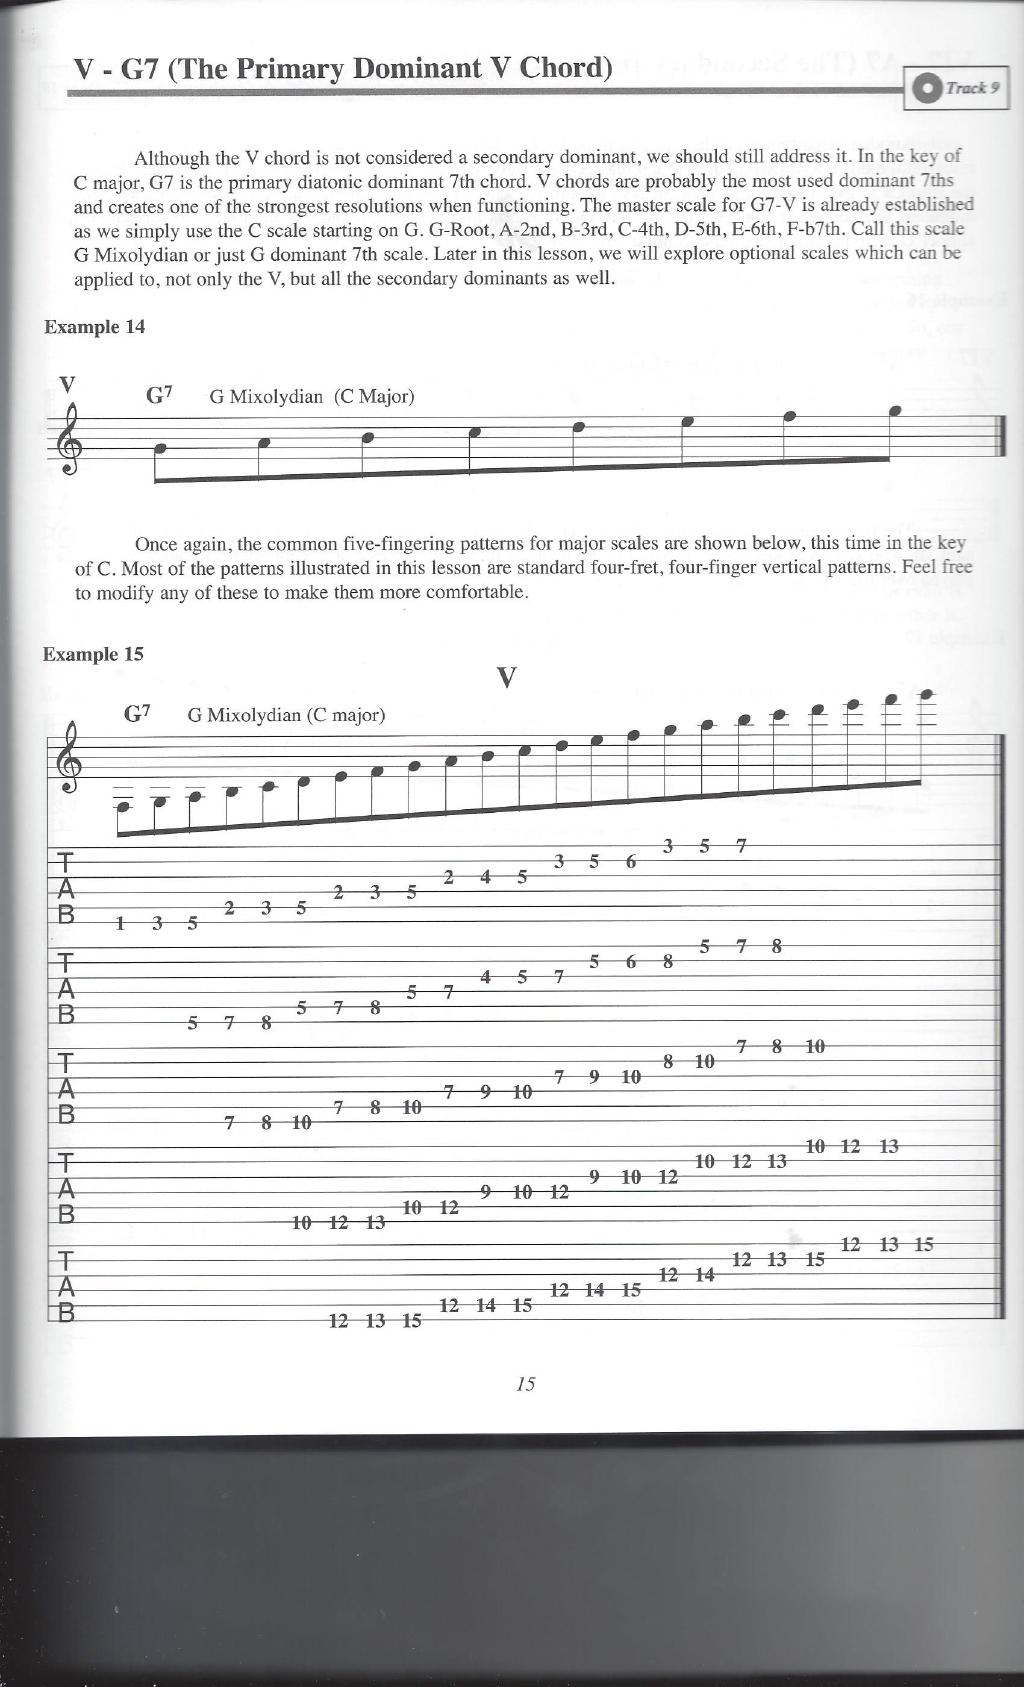 V - G7 (The Primary Dominant V Chord)
Track 9
Although the V chord is not considered a secondary dominant, we should still address it. In the key of
C major, G7 is the primary diatonic dominant 7th chord. V chords are probably the most used dominant 7ths
and creates one of the strongest resolutions when functioning. The master scale for G7-V is already established
as we simply use the C scale starting on G. G-Root, A-2nd, B-3rd, C-4th, D-5th, E-6th, F-b7th. Call this scale
G Mixolydian or just G dominant 7th scale. Later in this lesson, we will explore optional scales which can be
applied to, not only the V, but all the secondary dominants as well.
Example 14
V
G7 G Mixolydian (C Major)
Once again, the common five-fingering patterns for major scales are shown below, this time in the key
of C. Most of the patterns illustrated in this lesson are standard four-fret, four-finger vertical patterns. Feel free
to modify any of these to make them more comfortable.
Example 15
V
G7 G Mixolydian (C major)
3 5 7
T 3 5 6
2 4 5
A 2 3 5
B 2 3 5
1 3 5
5 7 8
T 5 6 8
4 5 7
A 5 7
B 5 7 8
5 7 8
7 8 10
T 8 10
7 9 10
A 7 9 10
B 7 8 10
7 8 10
10 12 13
T 10 12 13
9 10 12
A 9 10 12
B 10 12
10 12 13
12 13 15
T 12 13 15
12 14
A 12 14 15
B 12 14 15
12 13 15
15